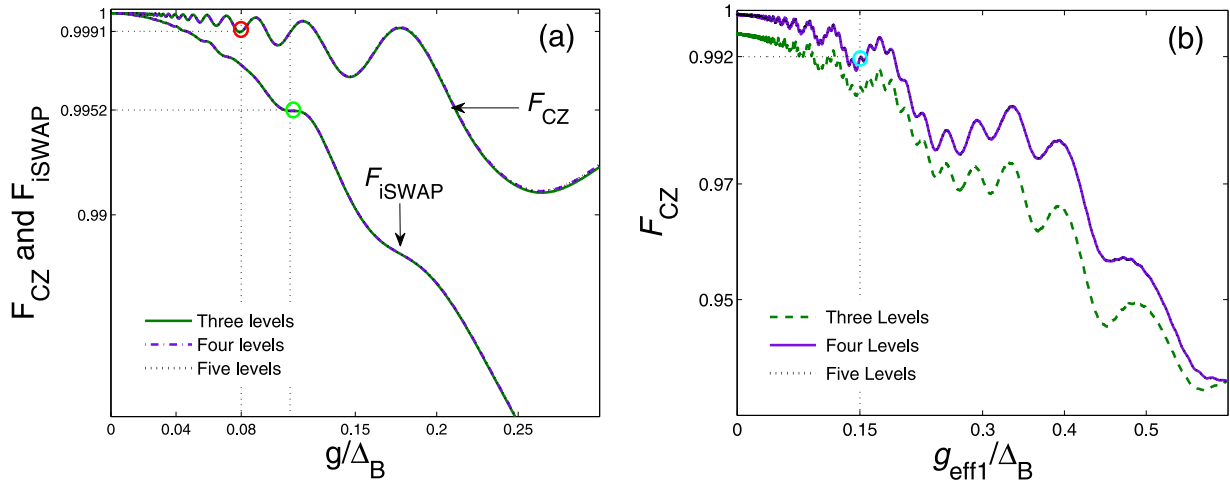 (a)
1
0.9991
0.9952
0.99
F_CZ and F_iSWAP
F_CZ
F_iSWAP
Three levels
Four levels
Five levels
0
0.04
0.08
0.15
0.2
0.25
g/Δ_B
(b)
1
0.992
0.97
0.95
F_CZ
Three Levels
Four Levels
Five Levels
0
0.15
0.3
0.4
0.5
g_eff1/Δ_B